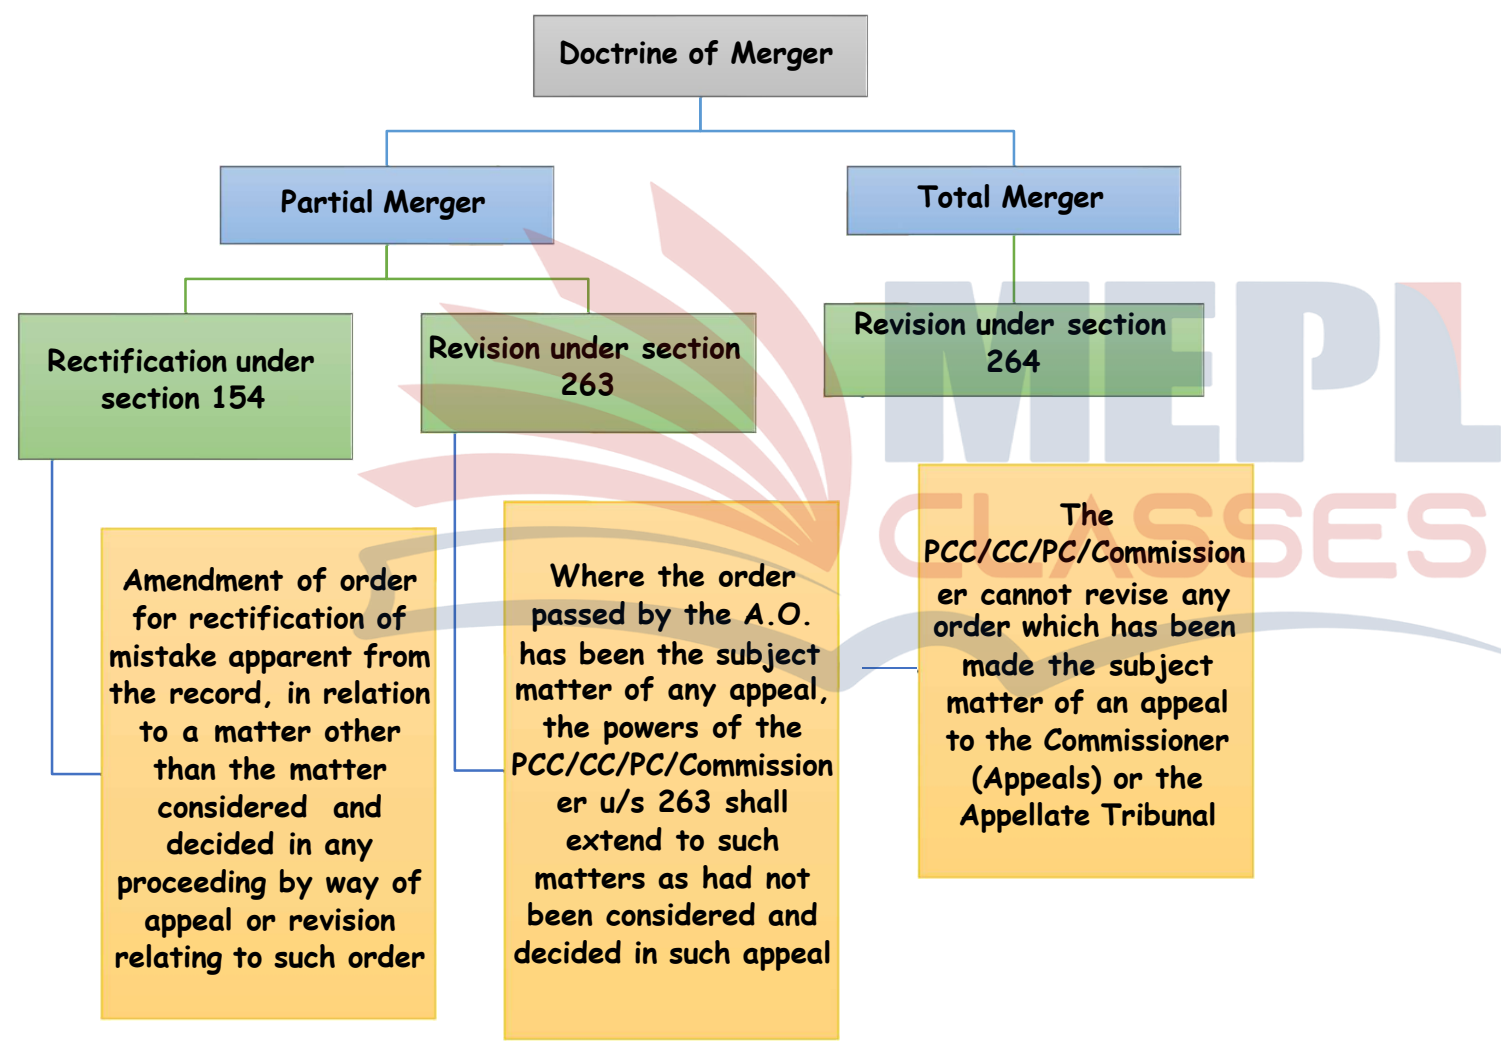 Doctrine of Merger
Partial Merger
Total Merger
Rectification under
section 154
Revision under section
263
Revision under section
264
Amendment of order
for rectification of
mistake apparent from
the record, in relation
to a matter other
than the matter
considered and
decided in any
proceeding by way of
appeal or revision
relating to such order
Where the order
passed by the A.O.
has been the subject
matter of any appeal,
the powers of the
PCC/CC/PC/Commission
er u/s 263 shall
extend to such
matters as had not
been considered and
decided in such appeal
The
PCC/CC/PC/Commission
er cannot revise any
order which has been
made the subject
matter of an appeal
to the Commissioner
(Appeals) or the
Appellate Tribunal
MEPL
CLASSES